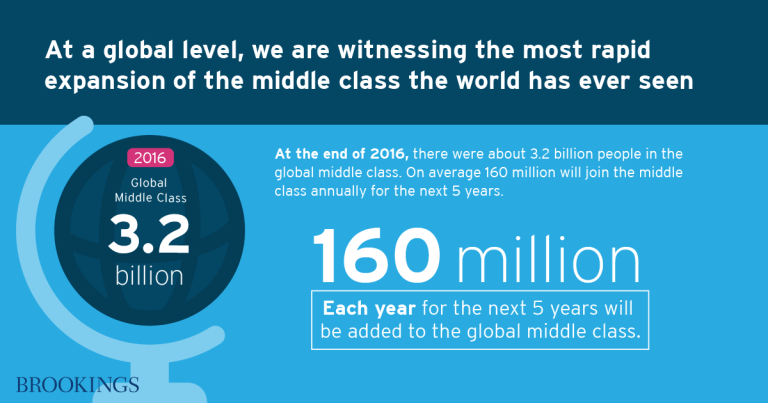 At a global level, we are witnessing the most rapid
expansion of the middle class the world has ever seen
2016
Global
Middle Class
3.2
billion
At the end of 2016, there were about 3.2 billion people in the
global middle class. On average 160 million will join the middle
class annually for the next 5 years.
160 million
Each year for the next 5 years will
be added to the global middle class.
BROOKINGS